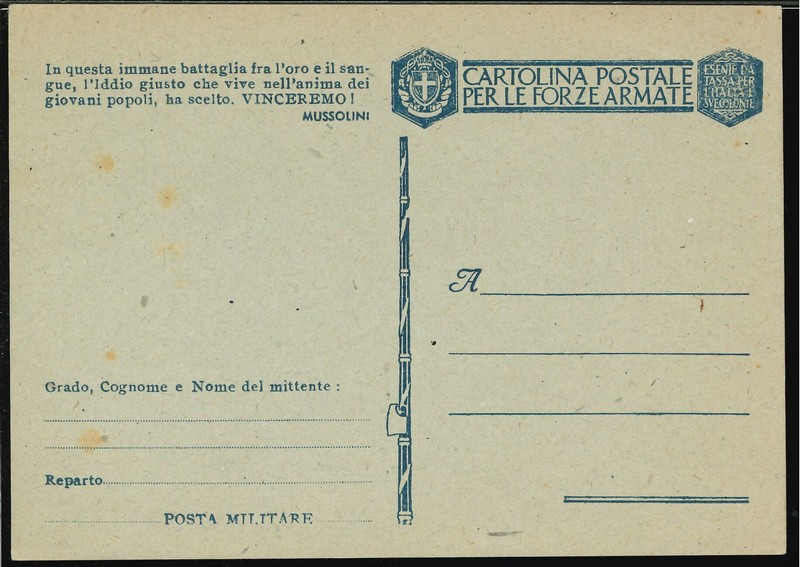 In questa immane battaglia fra l'oro e il san-
gue, l'Iddio giusto che vive nell'anima dei
giovani popoli, ha scelto. VINCEREMO!
MUSSOLINI
CARTOLINA POSTALE
PER LE FORZE ARMATE
ESENTE DA
TASSA PER
L'ITALIA E
SUE COLONIE
A
Grado, Cognome e Nome del mittente:
Reparto
POSTA MILITARE